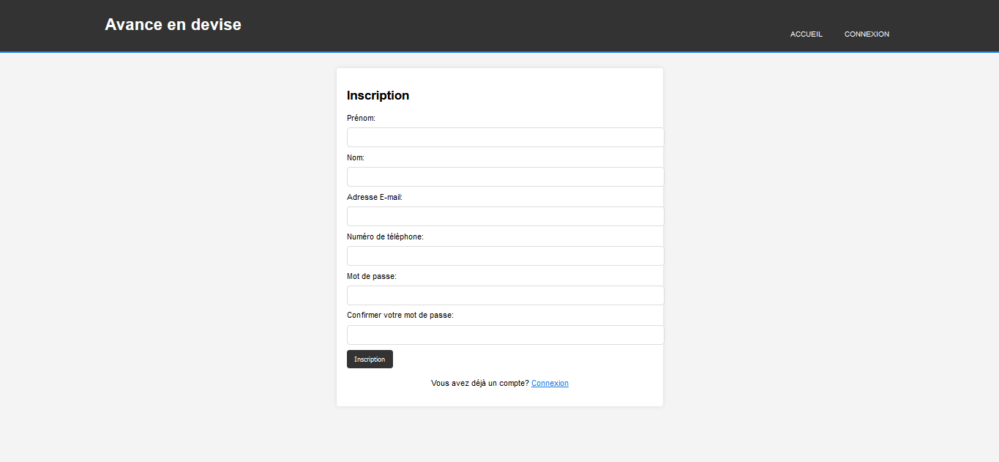 Avance en devise
ACCUEIL CONNEXION
Inscription
Prénom:
Nom:
Adresse E-mail:
Numéro de téléphone:
Mot de passe:
Confirmer votre mot de passe:
Inscription
Vous avez déjà un compte? Connexion